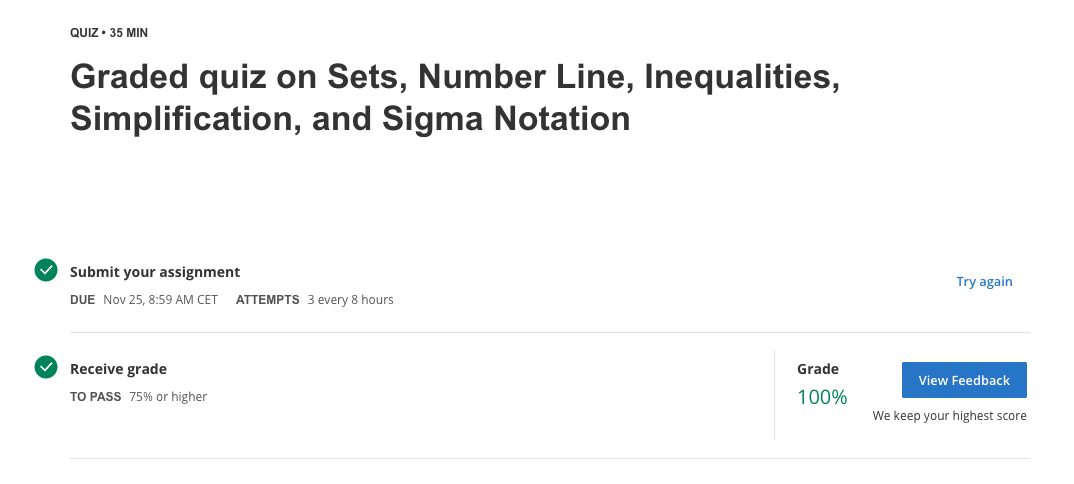 QUIZ • 35 MIN
Graded quiz on Sets, Number Line, Inequalities,
Simplification, and Sigma Notation
Submit your assignment
DUE Nov 25, 8:59 AM CET ATTEMPTS 3 every 8 hours
Try again
Receive grade
TO PASS 75% or higher
Grade
100%
View Feedback
We keep your highest score